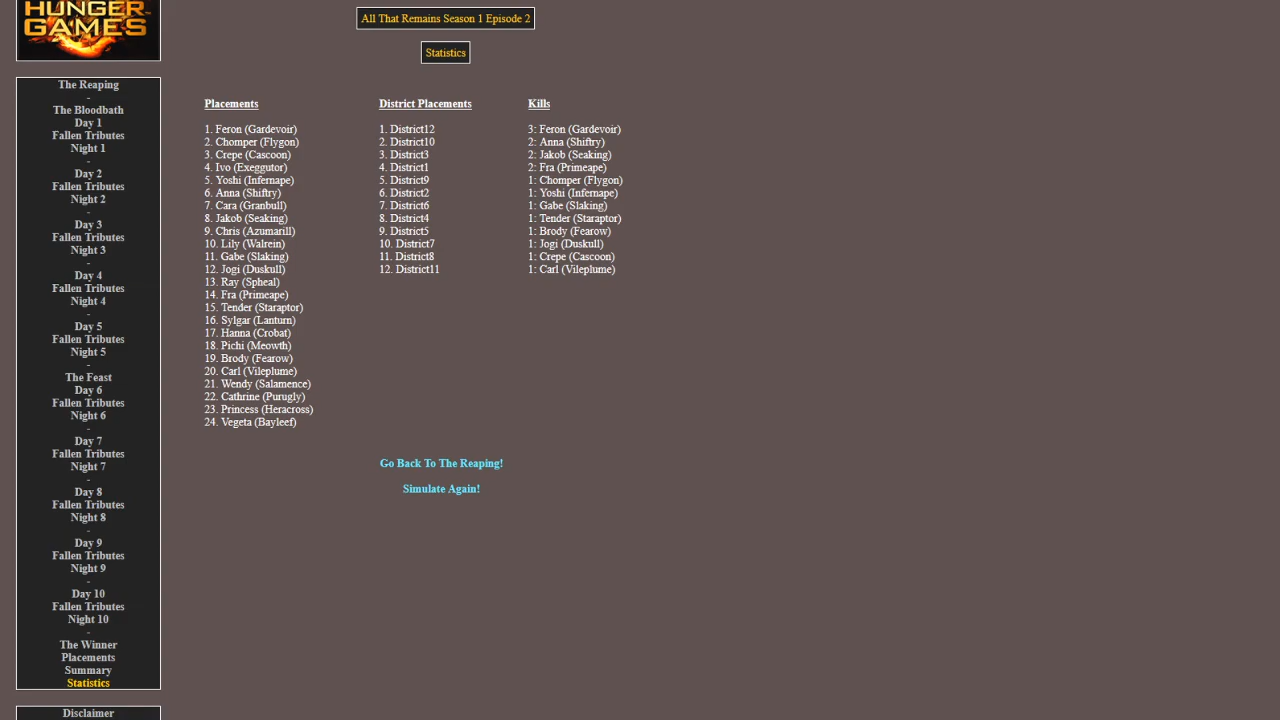 HUNGER
GAMES
All That Remains Season 1 Episode 2
Statistics
The Reaping
-
The Bloodbath
Day 1
Fallen Tributes
Night 1
-
Day 2
Fallen Tributes
Night 2
-
Day 3
Fallen Tributes
Night 3
-
Day 4
Fallen Tributes
Night 4
-
Day 5
Fallen Tributes
Night 5
-
The Feast
Day 6
Fallen Tributes
Night 6
-
Day 7
Fallen Tributes
Night 7
-
Day 8
Fallen Tributes
Night 8
-
Day 9
Fallen Tributes
Night 9
-
Day 10
Fallen Tributes
Night 10
-
The Winner
Placements
Summary
Statistics
Disclaimer
Placements
1. Feron (Gardevoir)
2. Chomper (Flygon)
3. Crepe (Cascoon)
4. Ivo (Exeggutor)
5. Yoshi (Infernape)
6. Anna (Shiftry)
7. Cara (Granbull)
8. Jakob (Seaking)
9. Chris (Azumarill)
10. Lily (Walrein)
11. Gabe (Slaking)
12. Jogi (Duskull)
13. Ray (Spheal)
14. Fra (Primeape)
15. Tender (Staraptor)
16. Sylgar (Lanturn)
17. Hanna (Crobat)
18. Pichi (Meowth)
19. Brody (Fearow)
20. Carl (Vileplume)
21. Wendy (Salamence)
22. Cathrine (Purugly)
23. Princess (Heracross)
24. Vegeta (Bayleef)
District Placements
1. District12
2. District10
3. District3
4. District1
5. District9
6. District2
7. District6
8. District4
9. District5
10. District7
11. District8
12. District11
Kills
3: Feron (Gardevoir)
2: Anna (Shiftry)
2: Jakob (Seaking)
2: Fra (Primeape)
1: Chomper (Flygon)
1: Yoshi (Infernape)
1: Gabe (Slaking)
1: Tender (Staraptor)
1: Brody (Fearow)
1: Jogi (Duskull)
1: Crepe (Cascoon)
1: Carl (Vileplume)
Go Back To The Reaping!
Simulate Again!